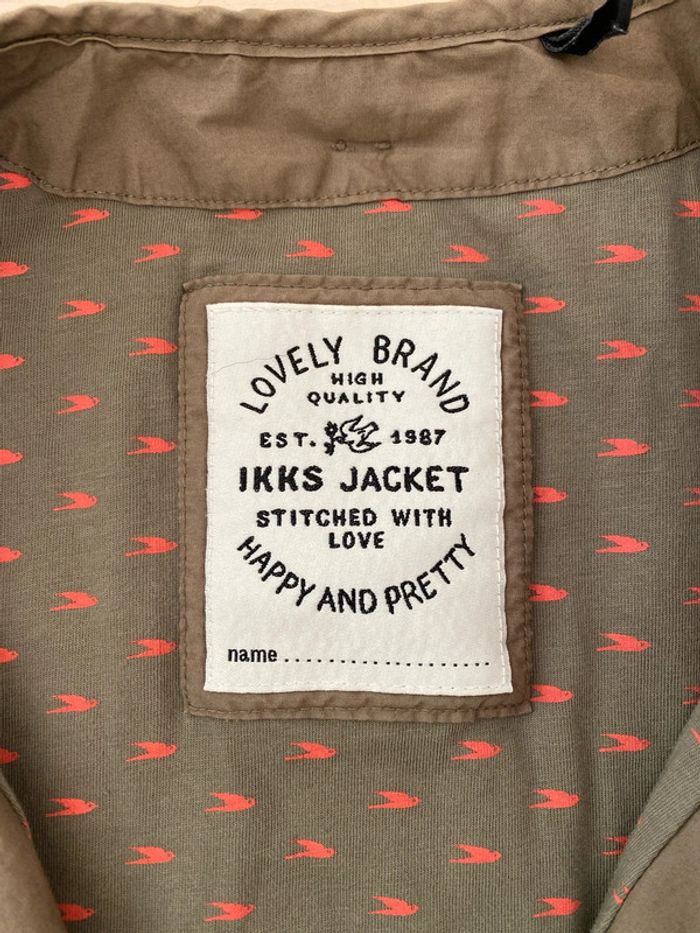 LOVELY BRAND
HIGH
QUALITY
EST. 1987
IKKS JACKET
STITCHED WITH
LOVE
HAPPY AND PRETTY
name ...................